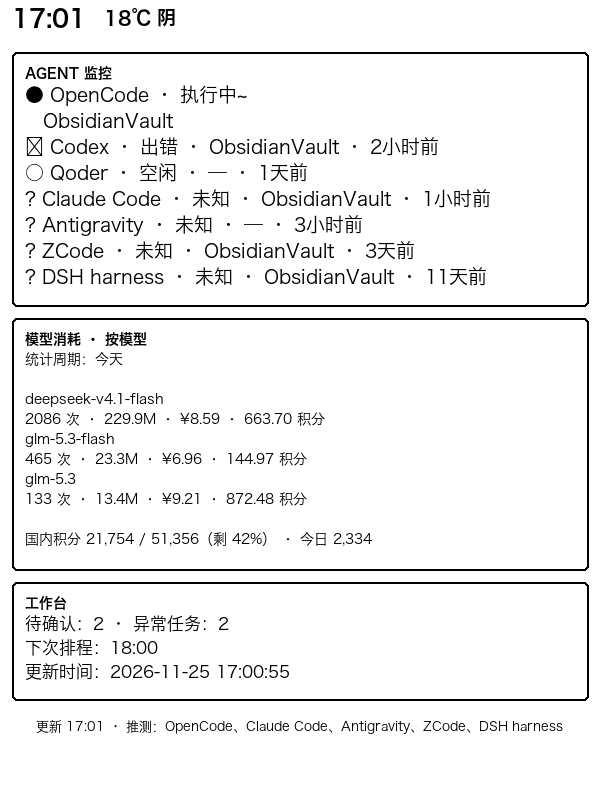 17:01 18℃ 阴
AGENT 监控
● OpenCode · 执行中~
ObsidianVault
☒ Codex · 出错 · ObsidianVault · 2小时前
○ Qoder · 空闲 · — · 1天前
? Claude Code · 未知 · ObsidianVault · 1小时前
? Antigravity · 未知 · — · 3小时前
? ZCode · 未知 · ObsidianVault · 3天前
? DSH harness · 未知 · ObsidianVault · 11天前
模型消耗 · 按模型
统计周期：今天
deepseek-v4.1-flash
2086 次 · 229.9M · ¥8.59 · 663.70 积分
glm-5.3-flash
465 次 · 23.3M · ¥6.96 · 144.97 积分
glm-5.3
133 次 · 13.4M · ¥9.21 · 872.48 积分
国内积分 21,754 / 51,356（剩 42%） · 今日 2,334
工作台
待确认：2 · 异常任务：2
下次排程：18:00
更新时间：2026-11-25 17:00:55
更新 17:01 · 推测：OpenCode、Claude Code、Antigravity、ZCode、DSH harness